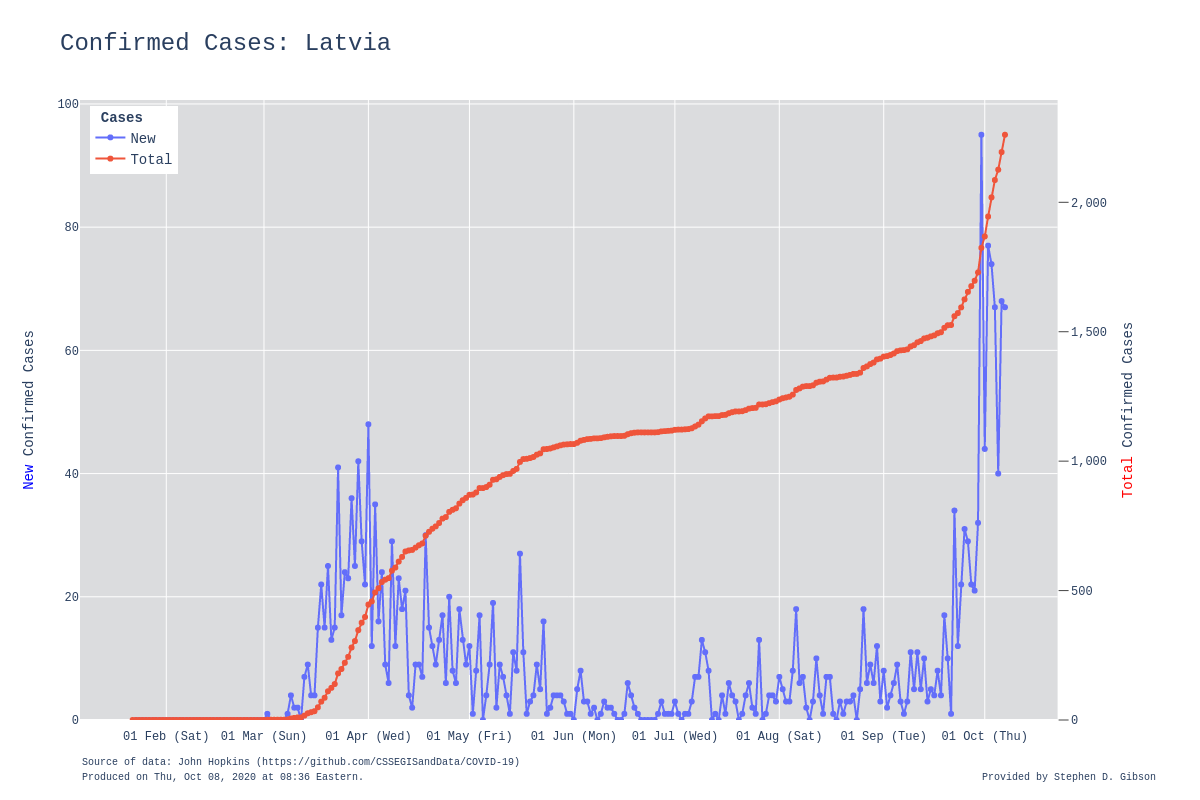 Confirmed Cases: Latvia
Cases
New
Total
100
80
60
40
20
0
New Confirmed Cases
2,000
1,500
1,000
500
0
Total Confirmed Cases
01 Feb (Sat) 01 Mar (Sun) 01 Apr (Wed) 01 May (Fri) 01 Jun (Mon) 01 Jul (Wed) 01 Aug (Sat) 01 Sep (Tue) 01 Oct (Thu)
Source of data: John Hopkins (https://github.com/CSSEGISandData/COVID-19)
Produced on Thu, Oct 08, 2020 at 08:36 Eastern.
Provided by Stephen D. Gibson